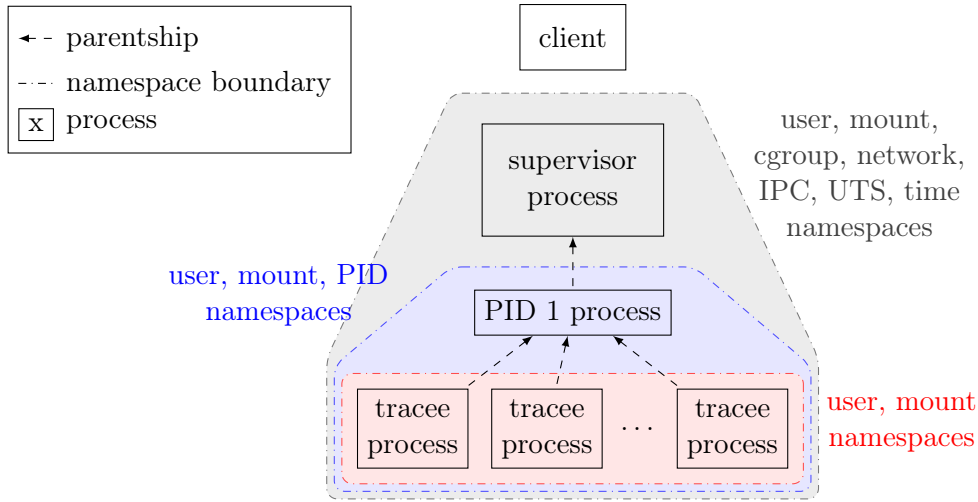 parentship
namespace boundary
x process
client
supervisor
process
user, mount,
cgroup, network,
IPC, UTS, time
namespaces
user, mount, PID
namespaces
PID 1 process
tracee
process
tracee
process
...
tracee
process
user, mount
namespaces